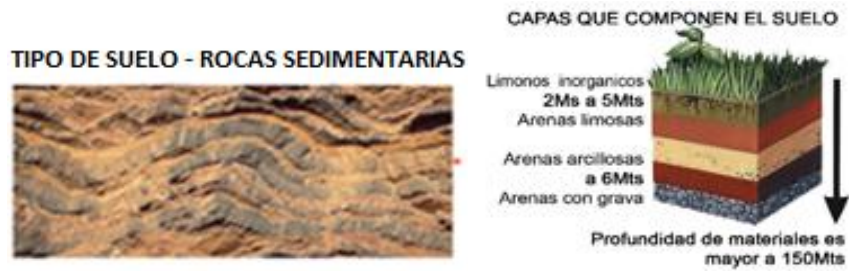 TIPO DE SUELO - ROCAS SEDIMENTARIAS
CAPAS QUE COMPONEN EL SUELO
Limonos inorganicos
2Ms a 5Mts
Arenas limosas
Arenas arcillosas
a 6Mts
Arenas con grava
Profundidad de materiales es
mayor a 150Mts